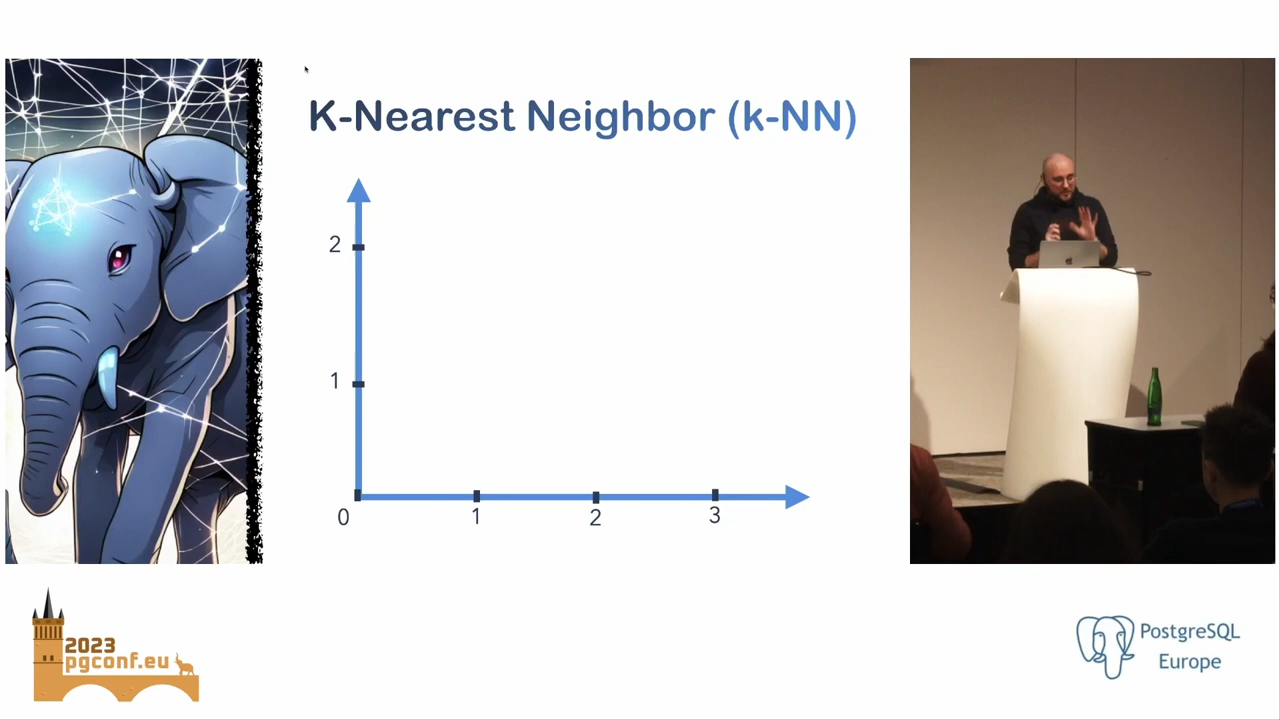 K-Nearest Neighbor (k-NN)
2
1
0
1
2
3
2023
pgconf.eu
PostgreSQL
Europe